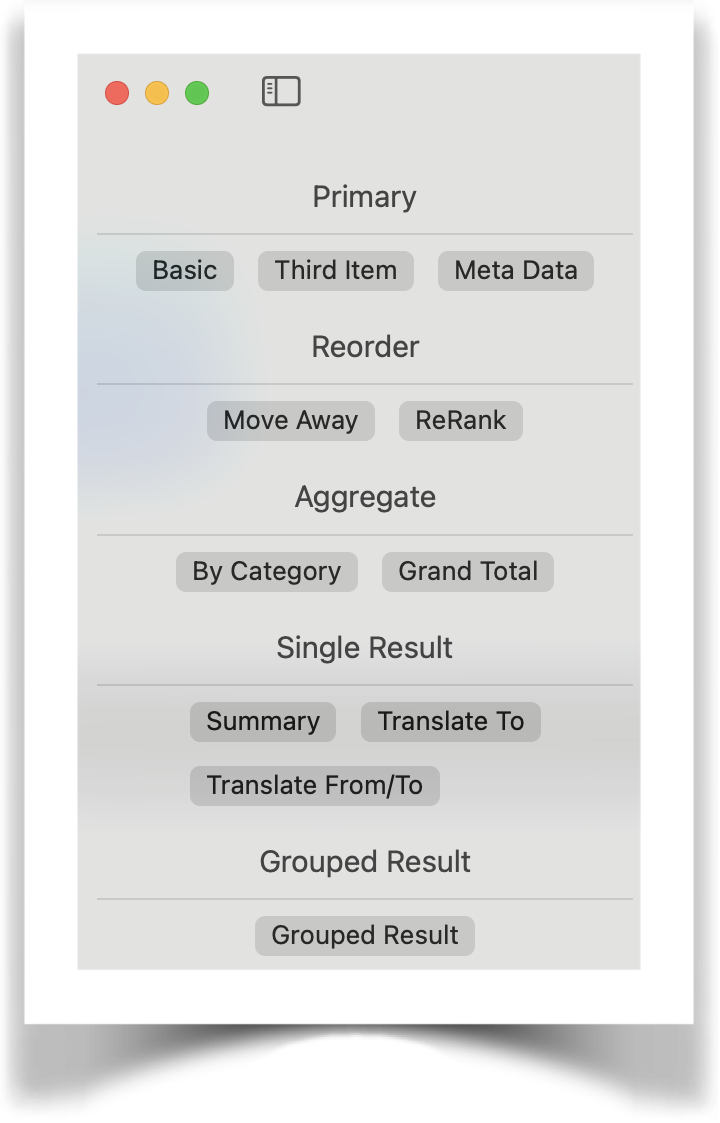 Primary
Basic Third Item Meta Data
Reorder
Move Away ReRank
Aggregate
By Category Grand Total
Single Result
Summary Translate To
Translate From/To
Grouped Result
Grouped Result